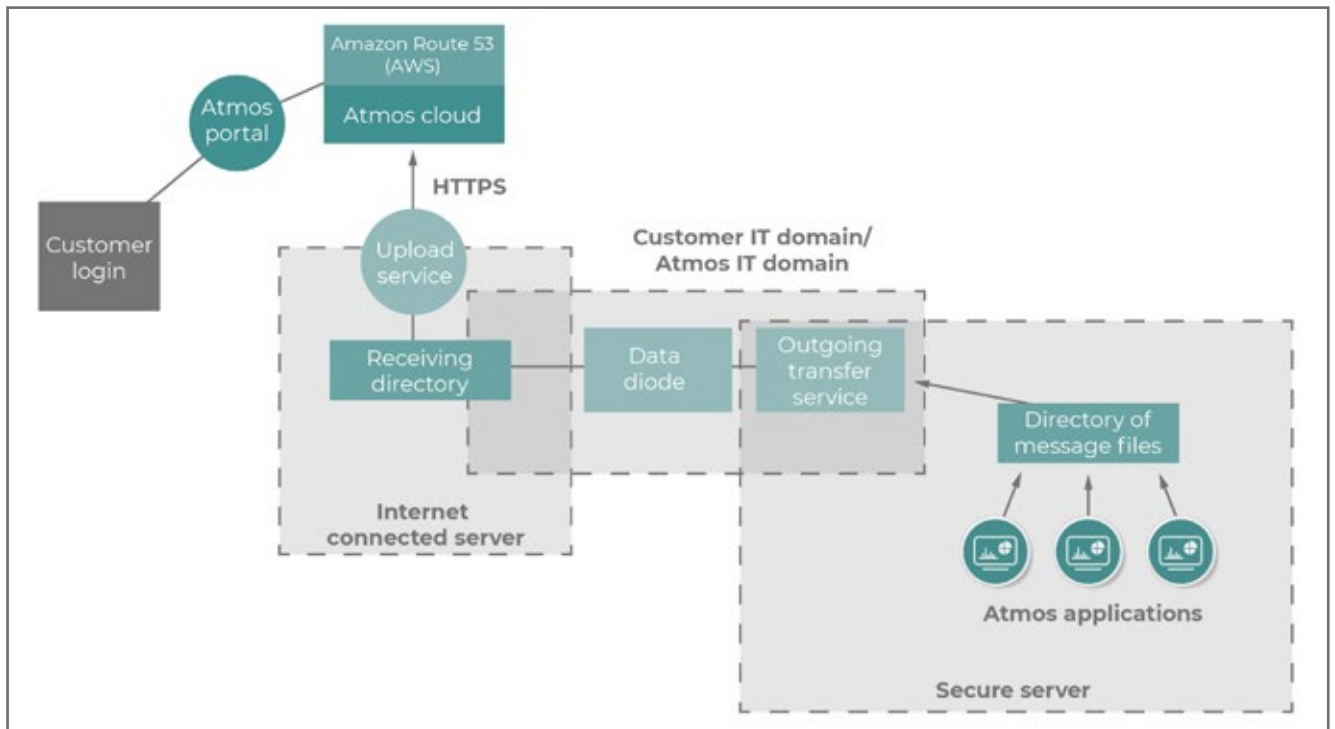 Amazon Route 53
(AWS)
Atmos cloud
Atmos
portal
HTTPS
Customer
login
Upload
service
Customer IT domain/
Atmos IT domain
Receiving
directory
Data
diode
Outgoing
transfer
service
Directory of
message files
Internet
connected server
Atmos applications
Secure server